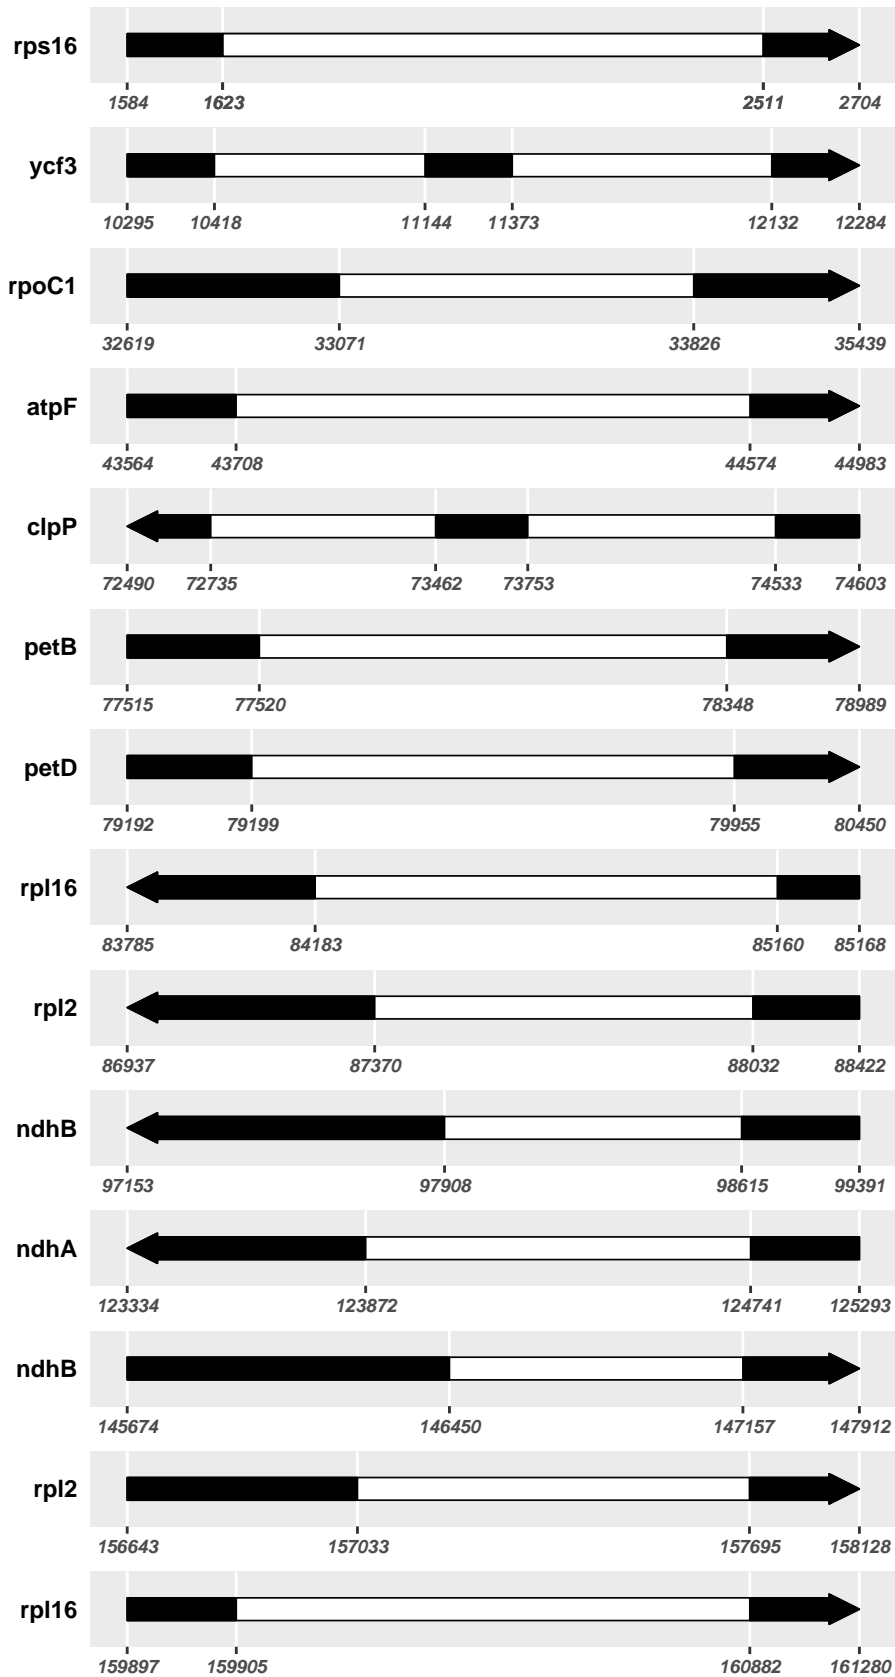 rps16
1584 1623 2511 2704
ycf3
10295 10418 11144 11373 12132 12284
rpoC1
32619 33071 33826 35439
atpF
43564 43708 44574 44983
clpP
72490 72735 73462 73753 74533 74603
petB
77515 77520 78348 78989
petD
79192 79199 79955 80450
rpl16
83785 84183 85160 85168
rpl2
86937 87370 88032 88422
ndhB
97153 97908 98615 99391
ndhA
123334 123872 124741 125293
ndhB
145674 146450 147157 147912
rpl2
156643 157033 157695 158128
rpl16
159897 159905 160882 161280